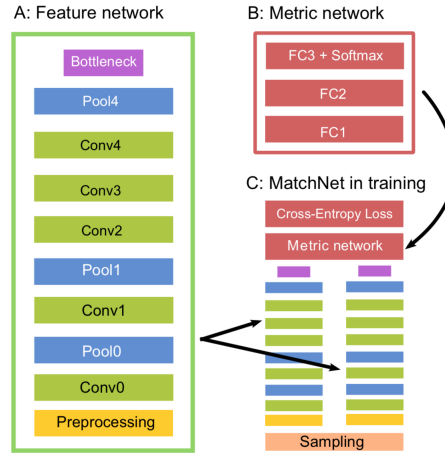 A: Feature network
Bottleneck
Pool4
Conv4
Conv3
Conv2
Pool1
Conv1
Pool0
Conv0
Preprocessing
B: Metric network
FC3 + Softmax
FC2
FC1
C: MatchNet in training
Cross-Entropy Loss
Metric network
Sampling